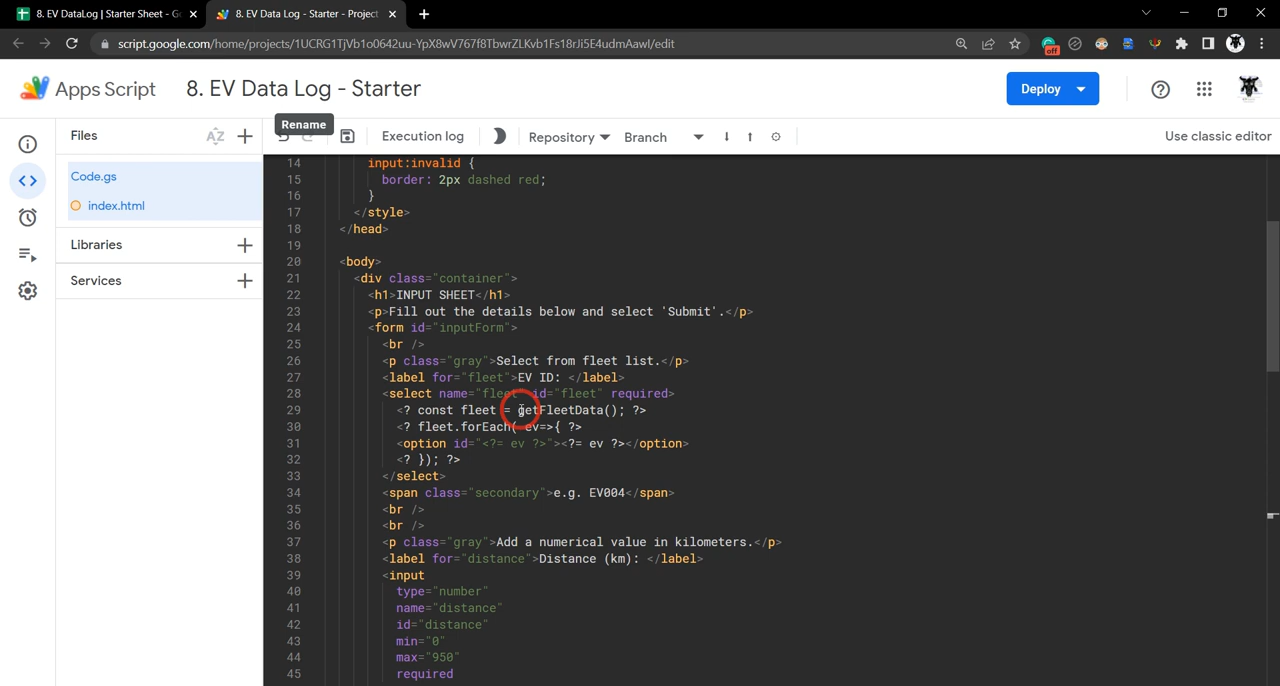 8. EV DataLog | Starter Sheet - Go
8. EV Data Log - Starter - Project
script.google.com/home/projects/1UCRG1TjVb1o0642uu-YpX8wV767f8TbwrZLKvb1Fs18rJi5E4udmAawI/edit
off
Apps Script
8. EV Data Log - Starter
Deploy
Files
AZ
Rename
Execution log
Repository
Branch
Use classic editor
Code.gs
index.html
Libraries
Services
14 input:invalid {
15 border: 2px dashed red;
16 }
17 </style>
18 </head>
19
20 <body>
21 <div class="container">
22 <h1>INPUT SHEET</h1>
23 <p>Fill out the details below and select 'Submit'.</p>
24 <form id="inputForm">
25 <br />
26 <p class="gray">Select from fleet list.</p>
27 <label for="fleet">EV ID: </label>
28 <select name="fleet" id="fleet" required>
29 <? const fleet = getFleetData(); ?>
30 <? fleet.forEach( ev=>{ ?>
31 <option id="<?= ev ?>"><?= ev ?></option>
32 <? }); ?>
33 </select>
34 <span class="secondary">e.g. EV004</span>
35 <br />
36 <br />
37 <p class="gray">Add a numerical value in kilometers.</p>
38 <label for="distance">Distance (km): </label>
39 <input
40 type="number"
41 name="distance"
42 id="distance"
43 min="0"
44 max="950"
45 required